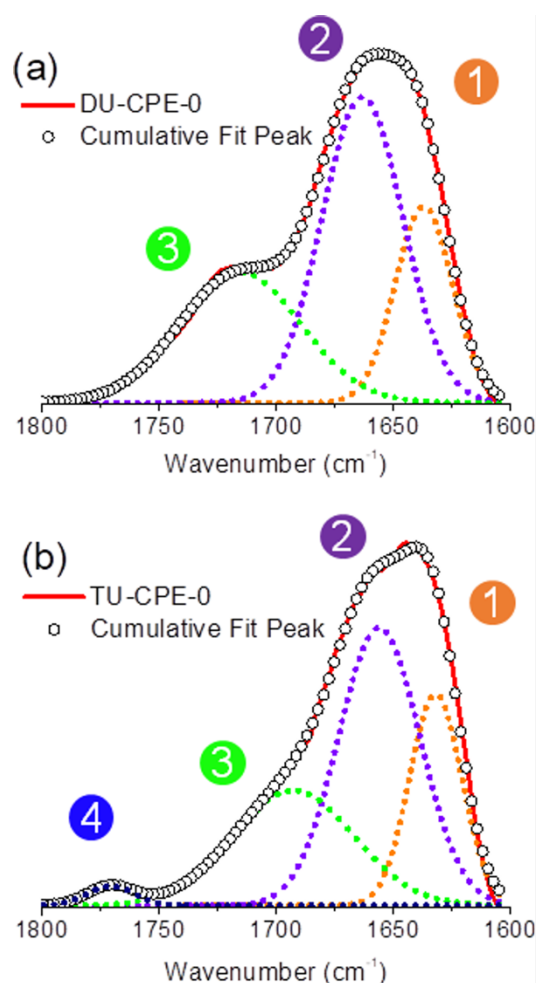 (a)
2
1
DU-CPE-0
Cumulative Fit Peak
3
1800 1750 1700 1650 1600
Wavenumber (cm⁻¹)
(b)
2
1
TU-CPE-0
Cumulative Fit Peak
3
4
1800 1750 1700 1650 1600
Wavenumber (cm⁻¹)